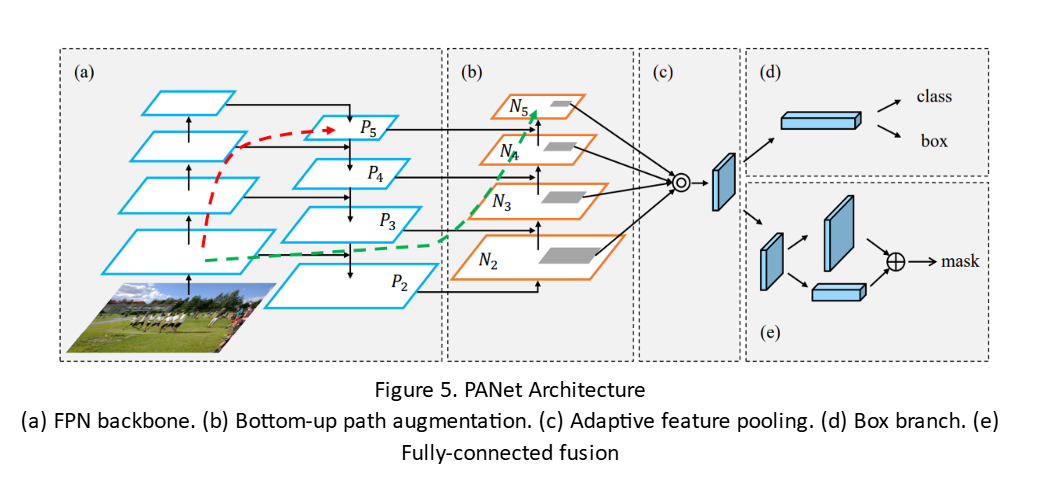 (a)
(b)
(c)
(d)
P5
P4
P3
P2
N5
N4
N3
N2
class
box
mask
(e)
Figure 5. PANet Architecture
(a) FPN backbone. (b) Bottom-up path augmentation. (c) Adaptive feature pooling. (d) Box branch. (e)
Fully-connected fusion